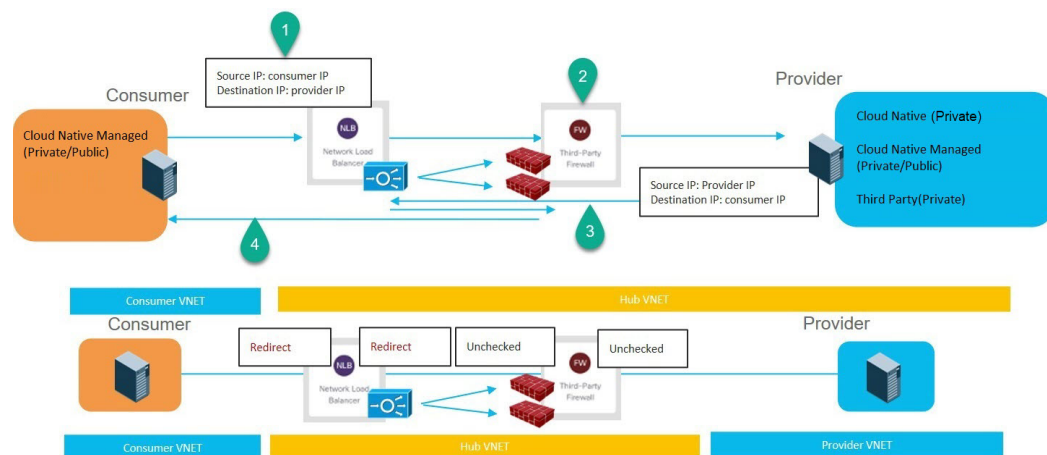 1
Source IP: consumer IP
Destination IP: provider IP
2
Consumer
Provider
Cloud Native Managed
(Private/Public)
NLB
Network Load
Balancer
FW
Third-Party
Firewall
Cloud Native (Private)
Cloud Native Managed
(Private/Public)
Third Party(Private)
Source IP: Provider IP
Destination IP: consumer IP
3
4
Consumer VNET
Hub VNET
Consumer
Provider
Redirect
NLB
Redirect
Unchecked
FW
Unchecked
Network Load
Balancer
Third-Party
Firewall
Consumer VNET
Hub VNET
Provider VNET